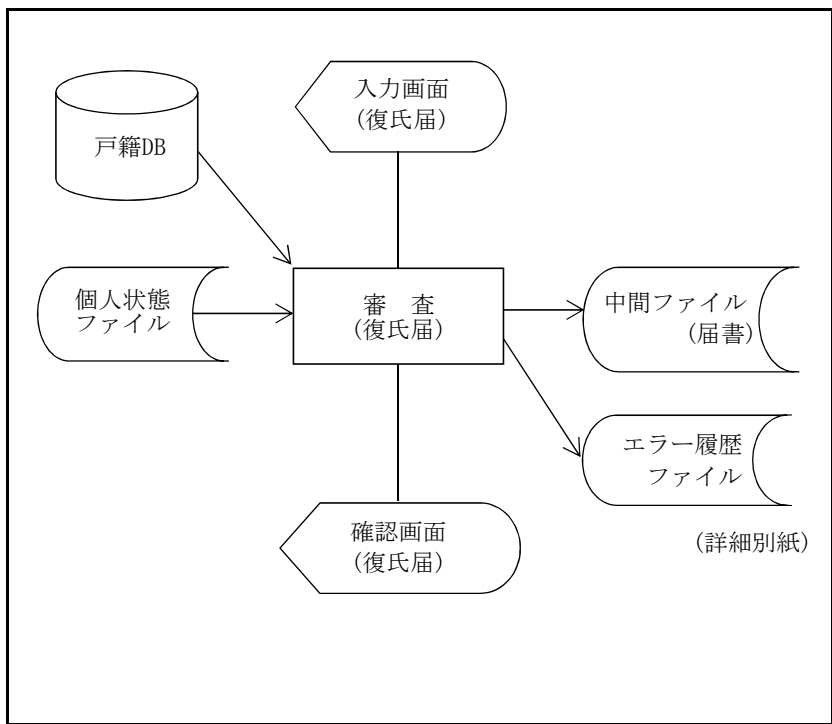 入力画面
(復氏届)
戸籍DB
個人状態
ファイル
審　査
(復氏届)
中間ファイル
(届書)
エラー履歴
ファイル
確認画面
(復氏届)
(詳細別紙)